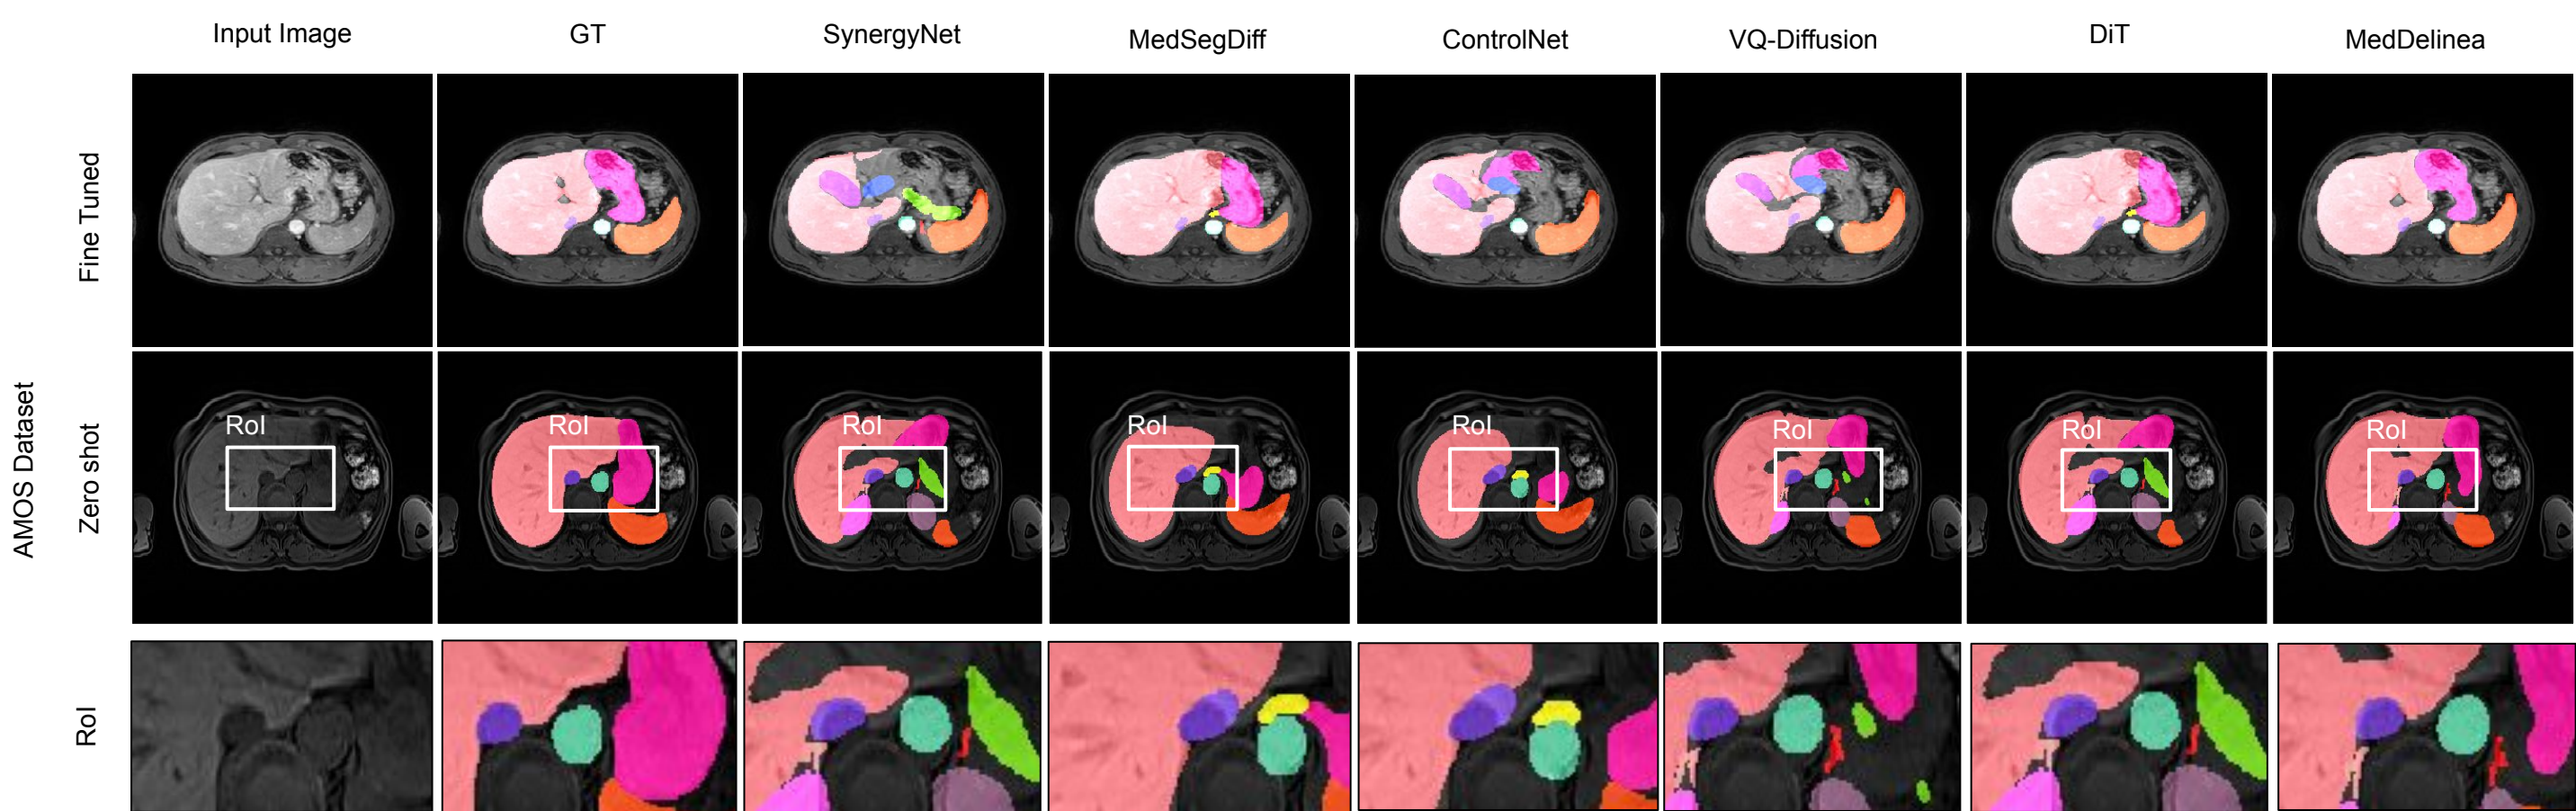 Input Image
GT
SynergyNet
MedSegDiff
ControlNet
VQ-Diffusion
DiT
MedDelinea
Fine Tuned
AMOS Dataset
Zero shot
RoI
RoI
RoI
RoI
RoI
RoI
RoI
RoI
RoI